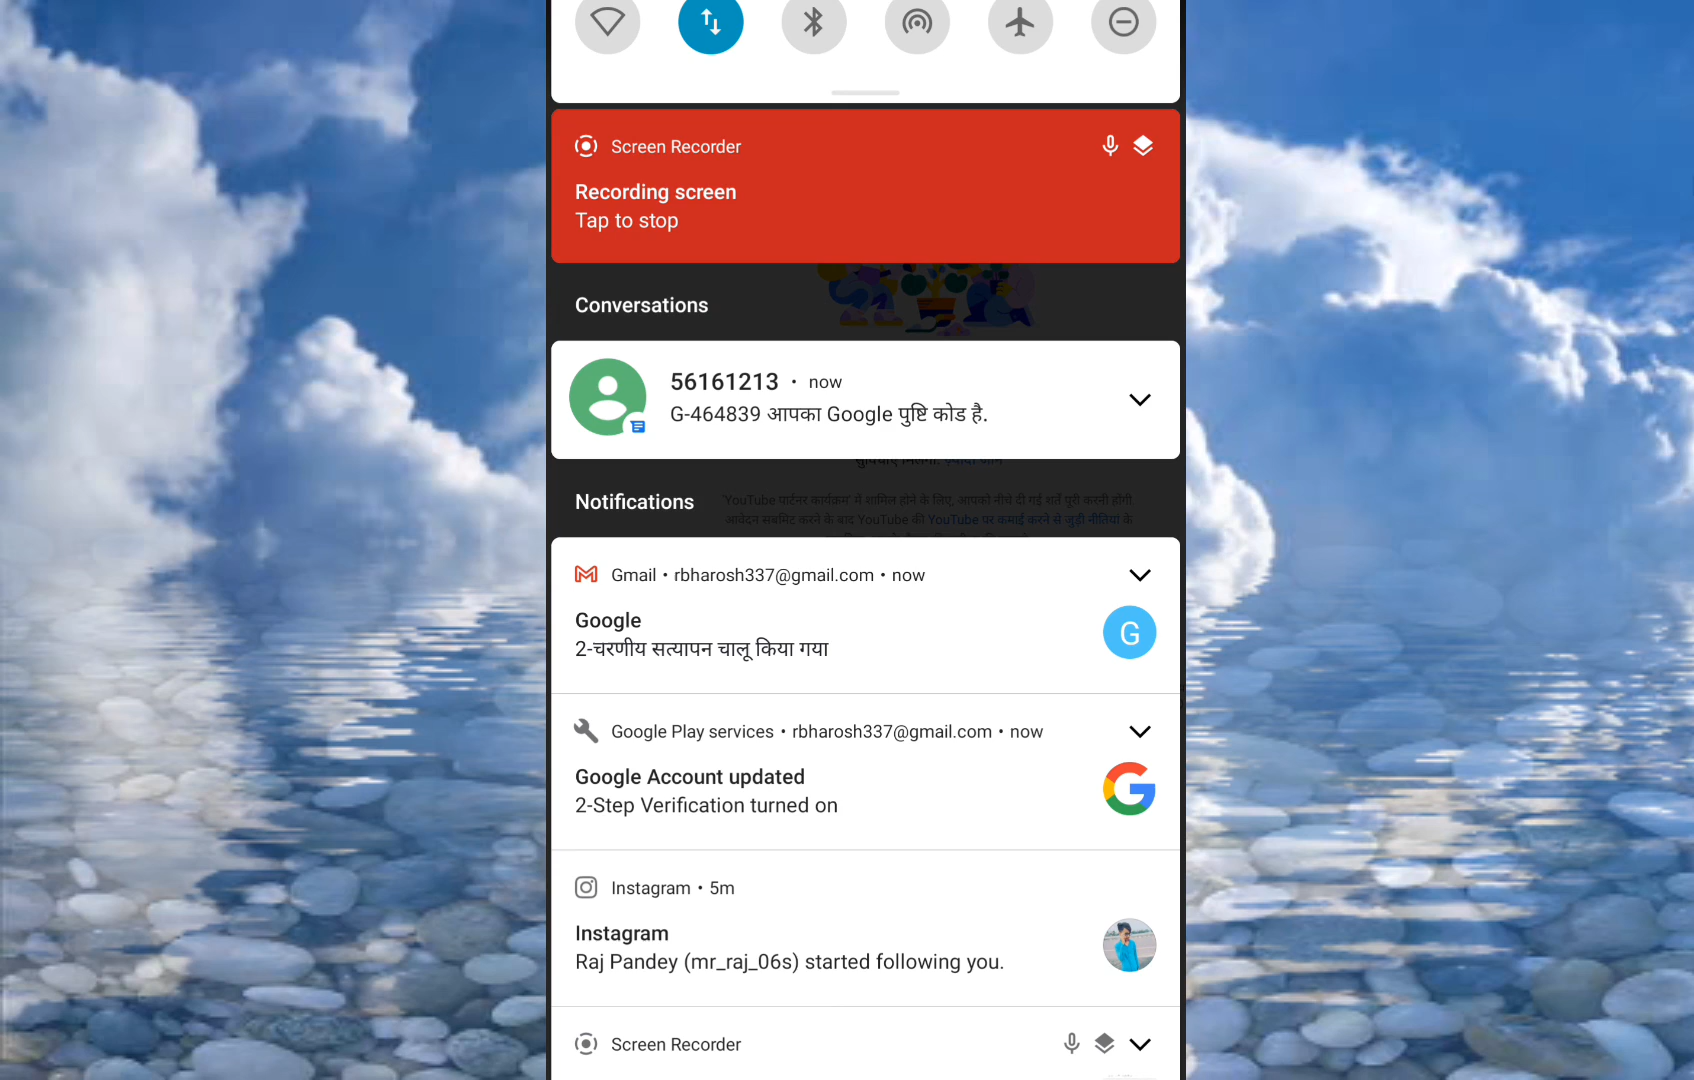 Screen Recorder
Recording screen
Tap to stop
Conversations
56161213 • now
G-464839 आपका Google पुष्टि कोड है.
Notifications
'YouTube पार्टनर कार्यक्रम' में शामिल होने के लिए, आपको नीचे दी गई शर्तें पूरी करनी होंगी.
आवेदन सबमिट करने के बाद YouTube की YouTube पर कमाई करने से जुड़ी नीतियां के
Gmail • rbharosh337@gmail.com • now
Google
2-चरणीय सत्यापन चालू किया गया
G
Google Play services • rbharosh337@gmail.com • now
Google Account updated
2-Step Verification turned on
Instagram • 5m
Instagram
Raj Pandey (mr_raj_06s) started following you.
Screen Recorder